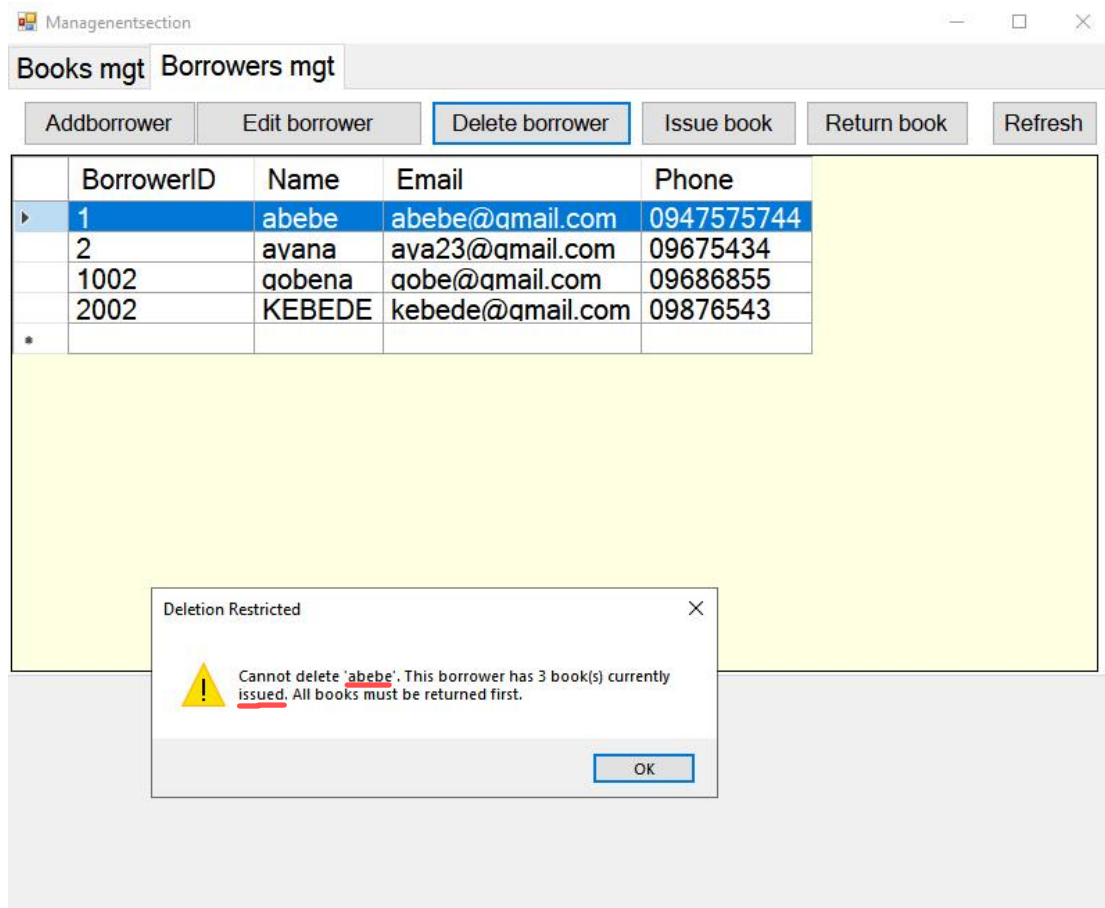 Managenentsection
Books mgt Borrowers mgt
Addborrower Edit borrower Delete borrower Issue book Return book Refresh
BorrowerID Name Email Phone
1 abebe abebe@gmail.com 0947575744
2 ayana aya23@gmail.com 09675434
1002 gobena gobe@gmail.com 09686855
2002 KEBEDE kebede@gmail.com 09876543
Deletion Restricted
Cannot delete 'abebe'. This borrower has 3 book(s) currently
issued. All books must be returned first.
OK